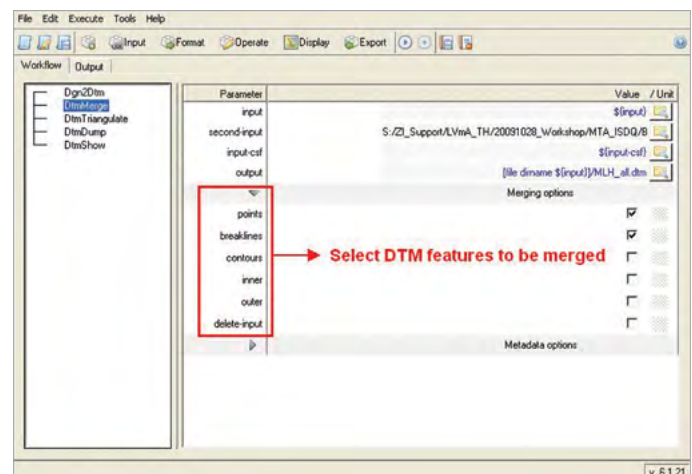 File Edit Execute Tools Help
Input Format Operate Display Export
Workflow Output
Dgn2Dtm
DtmMerge
DtmTriangulate
DtmDump
DtmShow
Parameter Value / Unit
input ${input}
second-input S:/ZI_Support/LVmA_TH/20091028_Workshop/MTA_ISDQ/8
input-csf ${input-csf}
output [file dirname ${input}]/MLH_all.dtm
Merging options
points
breaklines
contours
inner
outer
delete-input
Select DTM features to be merged
Metadata options
v. 6.1.21